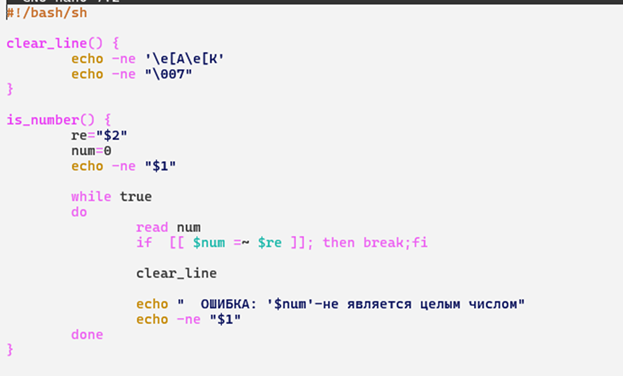 #!/bash/sh
clear_line() {
echo -ne '\e[A\e[K'
echo -ne "\007"
}
is_number() {
re="$2"
num=0
echo -ne "$1"
while true
do
read num
if [[ $num =~ $re ]]; then break;fi
clear_line
echo " ОШИБКА: '$num'-не является целым числом"
echo -ne "$1"
done
}